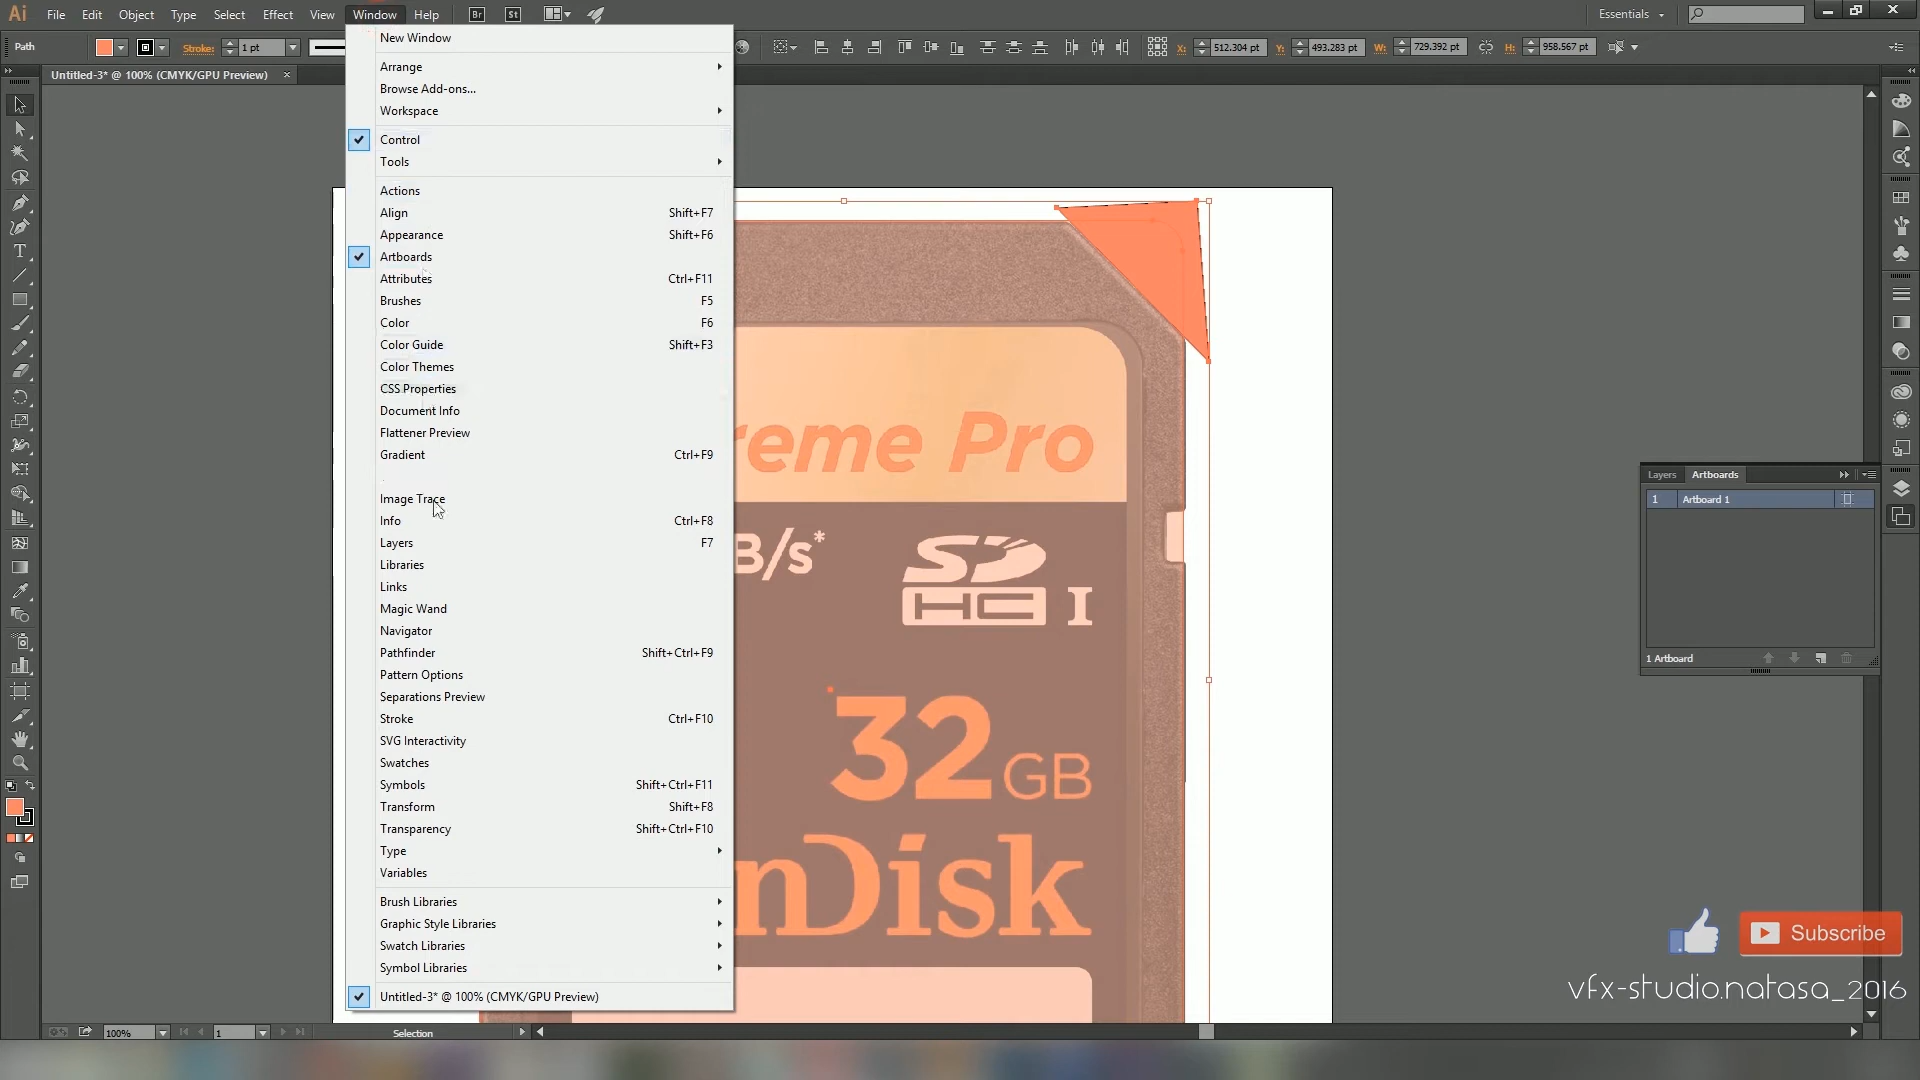 Ai File Edit Object Type Select Effect View Window Help Br St Essentials
Path Stroke: 1 pt X: 512.304 pt Y: 493.283 pt W: 729.392 pt H: 958.567 pt
Untitled-3* @ 100% (CMYK/GPU Preview) ×
New Window
Arrange
Browse Add-ons...
Workspace
Control
Tools
Actions
Align Shift+F7
Appearance Shift+F6
Artboards
Attributes Ctrl+F11
Brushes F5
Color F6
Color Guide Shift+F3
Color Themes
CSS Properties
Document Info
Flattener Preview
Gradient Ctrl+F9
Image Trace
Info Ctrl+F8
Layers F7
Libraries
Links
Magic Wand
Navigator
Pathfinder Shift+Ctrl+F9
Pattern Options
Separations Preview
Stroke Ctrl+F10
SVG Interactivity
Swatches
Symbols Shift+Ctrl+F11
Transform Shift+F8
Transparency Shift+Ctrl+F10
Type
Variables
Brush Libraries
Graphic Style Libraries
Swatch Libraries
Symbol Libraries
Untitled-3* @ 100% (CMYK/GPU Preview)
reme Pro
B/s*
SD
HC I
32 GB
nDisk
Layers Artboards
1 Artboard 1
1 Artboard
Subscribe
vfx-studio.natasa_2016
100% 1 Selection